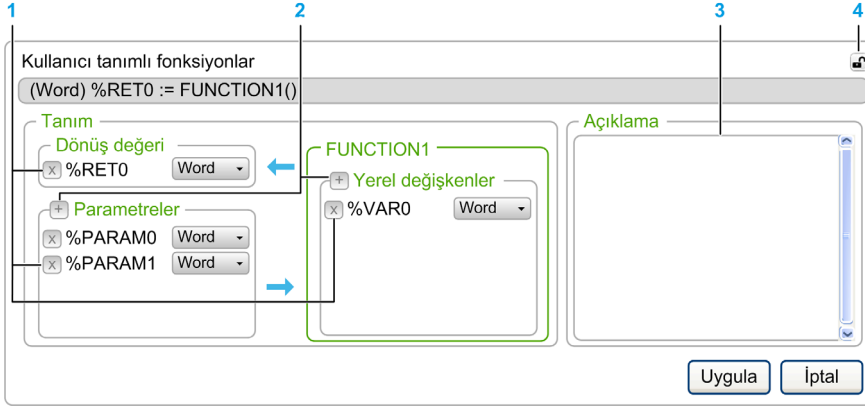 1 2 3 4
Kullanıcı tanımlı fonksiyonlar
(Word) %RET0 := FUNCTION1()
Tanım
Dönüş değeri
x %RET0 Word
+ Parametreler
x %PARAM0 Word
x %PARAM1 Word
FUNCTION1
+ Yerel değişkenler
x %VAR0 Word
Açıklama
Uygula İptal